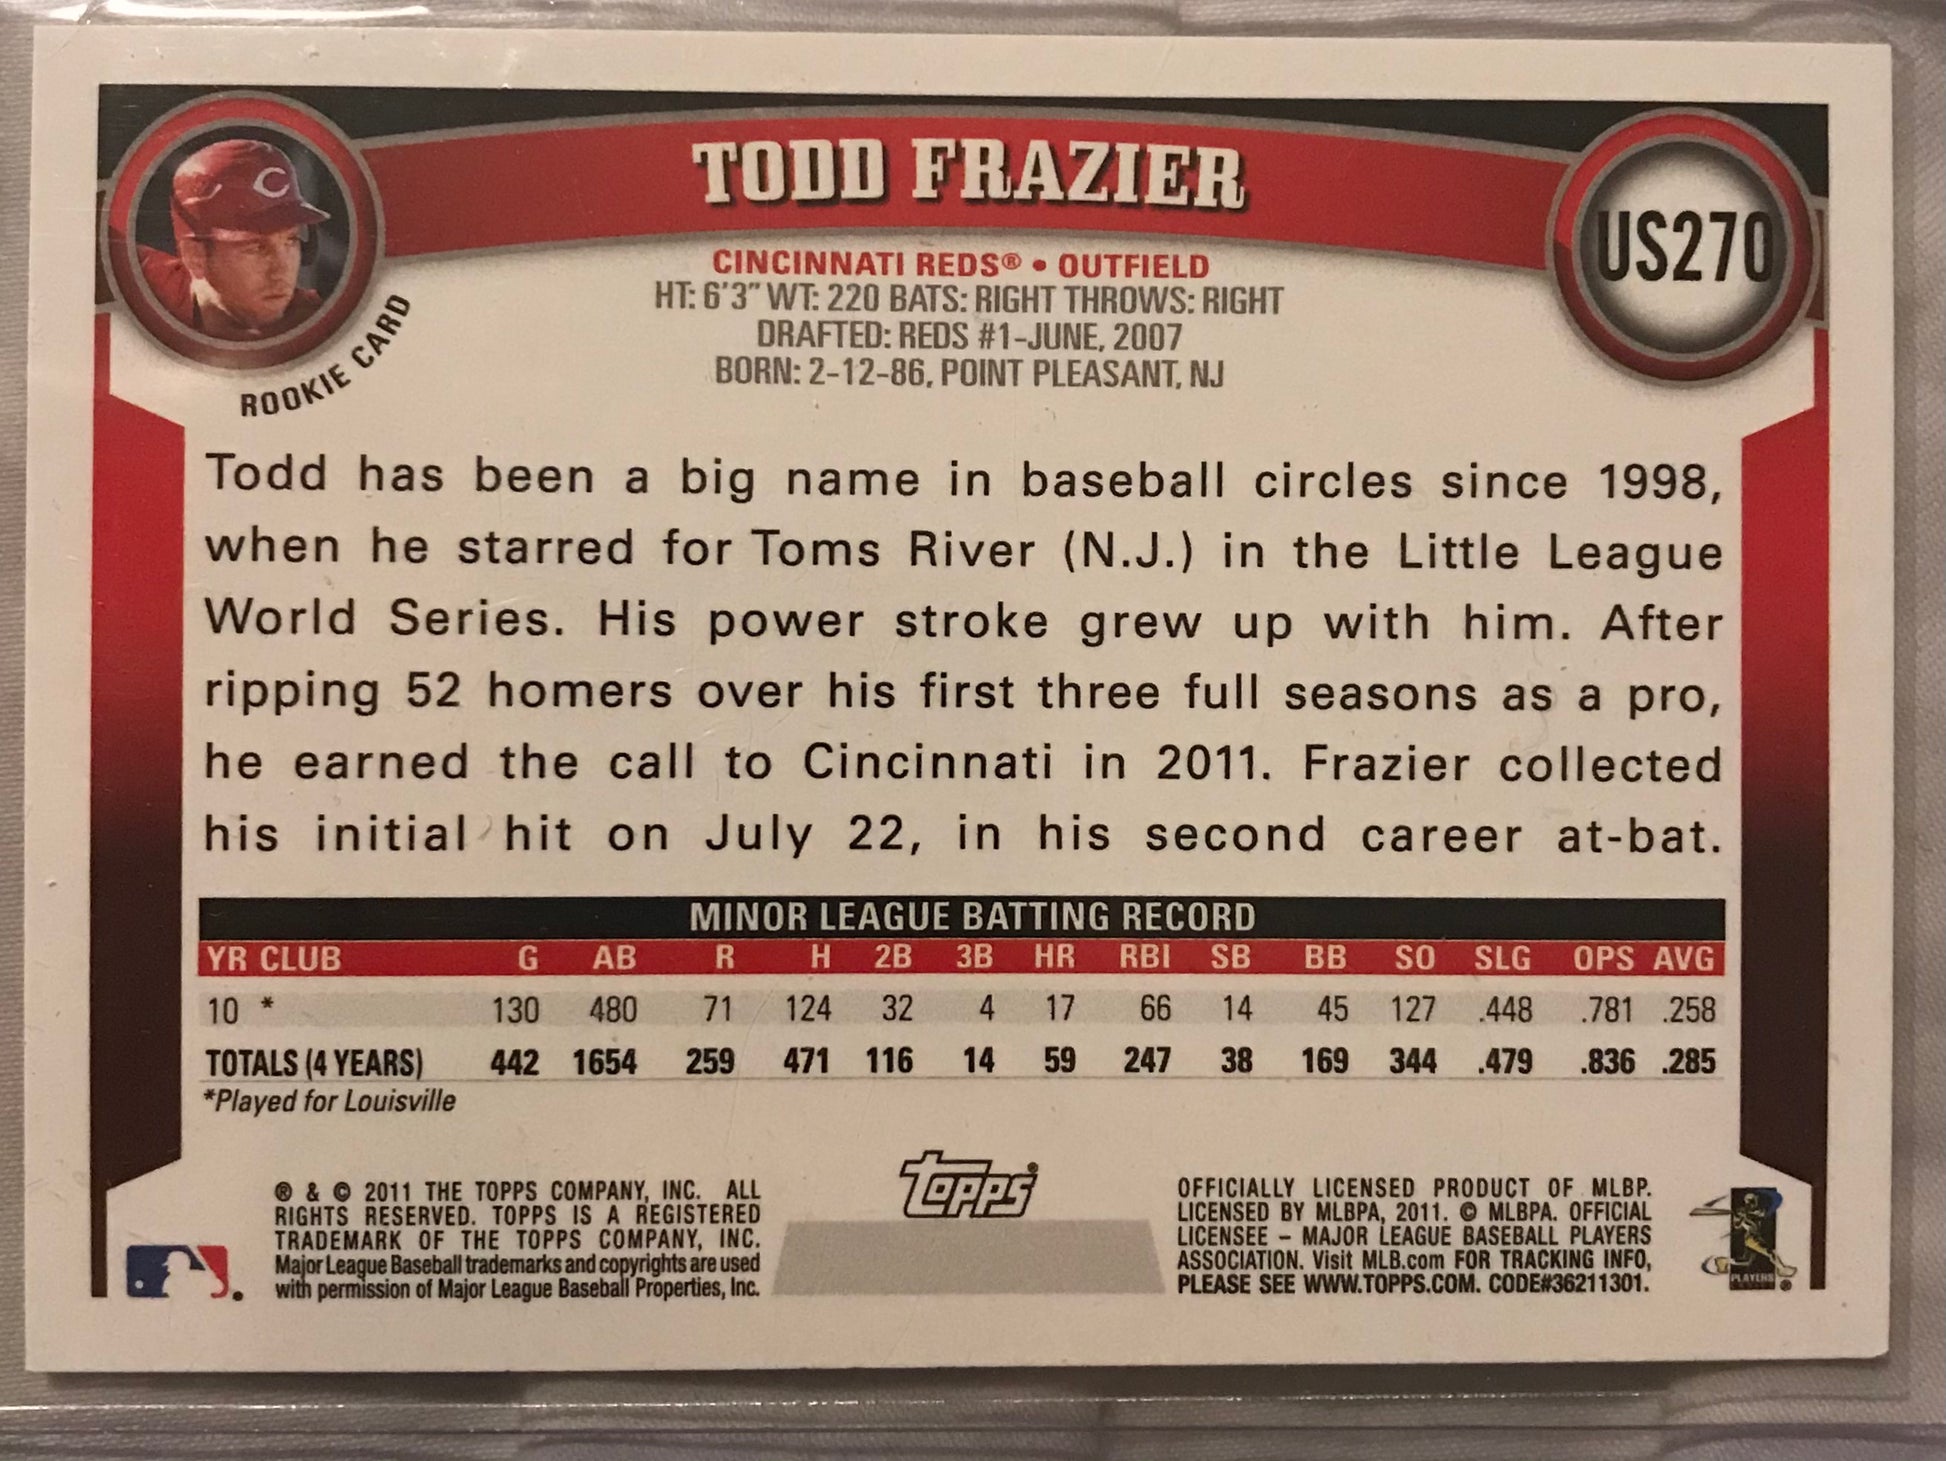 TODD FRAZIER
US270
CINCINNATI REDS® • OUTFIELD
HT: 6'3" WT: 220 BATS: RIGHT THROWS: RIGHT
DRAFTED: REDS #1-JUNE, 2007
BORN: 2-12-86, POINT PLEASANT, NJ
C
ROOKIE CARD
Todd has been a big name in baseball circles since 1998,
when he starred for Toms River (N.J.) in the Little League
World Series. His power stroke grew up with him. After
ripping 52 homers over his first three full seasons as a pro,
he earned the call to Cincinnati in 2011. Frazier collected
his initial hit on July 22, in his second career at-bat.
MINOR LEAGUE BATTING RECORD
YR CLUB G AB R H 2B 3B HR RBI SB BB SO SLG OPS AVG
10 * 130 480 71 124 32 4 17 66 14 45 127 .448 .781 .258
TOTALS (4 YEARS) 442 1654 259 471 116 14 59 247 38 169 344 .479 .836 .285
*Played for Louisville
® & © 2011 THE TOPPS COMPANY, INC. ALL
RIGHTS RESERVED. TOPPS IS A REGISTERED
TRADEMARK OF THE TOPPS COMPANY, INC.
Major League Baseball trademarks and copyrights are used
with permission of Major League Baseball Properties, Inc.
Topps®
OFFICIALLY LICENSED PRODUCT OF MLBP.
LICENSED BY MLBPA, 2011. © MLBPA. OFFICIAL
LICENSEE – MAJOR LEAGUE BASEBALL PLAYERS
ASSOCIATION. Visit MLB.com FOR TRACKING INFO,
PLEASE SEE WWW.TOPPS.COM. CODE#36211301.
PLAYERS ®